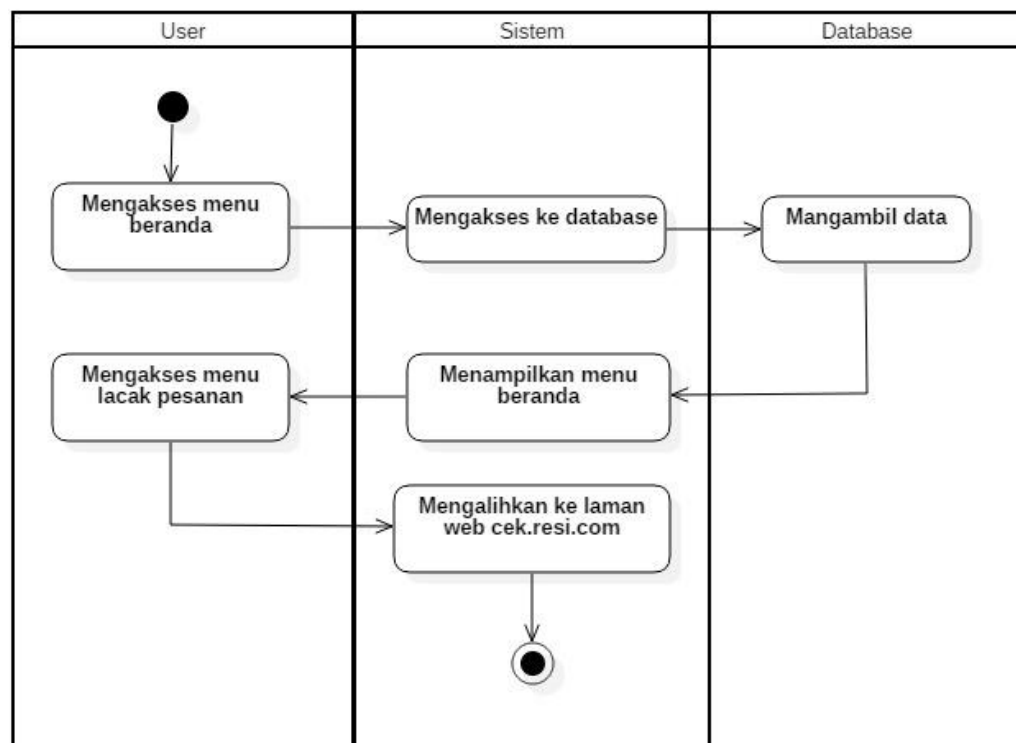 User
Sistem
Database
Mengakses menu
beranda
Mengakses ke database
Mangambil data
Mengakses menu
lacak pesanan
Menampilkan menu
beranda
Mengalihkan ke laman
web cek.resi.com